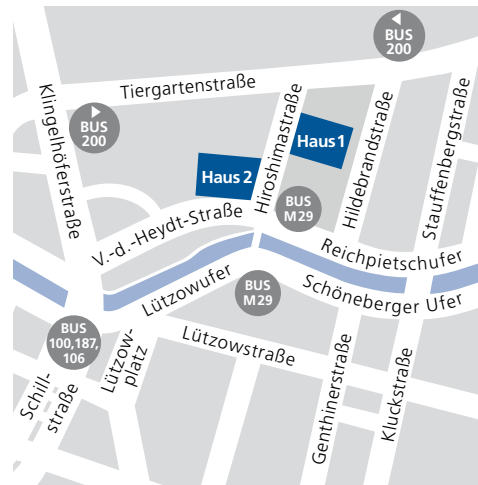 BUS
200
Tiergartenstraße
Klingelhöferstraße
BUS
200
Hiroshimastraße
Haus 1
Hildebrandstraße
Stauffenbergstraße
Haus 2
BUS
M29
V.-d.-Heydt-Straße
Reichpietschufer
Lützowufer
BUS
M29
Schöneberger Ufer
BUS
100,187,
106
Lützow-
platz
Lützowstraße
Schill-
straße
Genthinerstraße
Kluckstraße